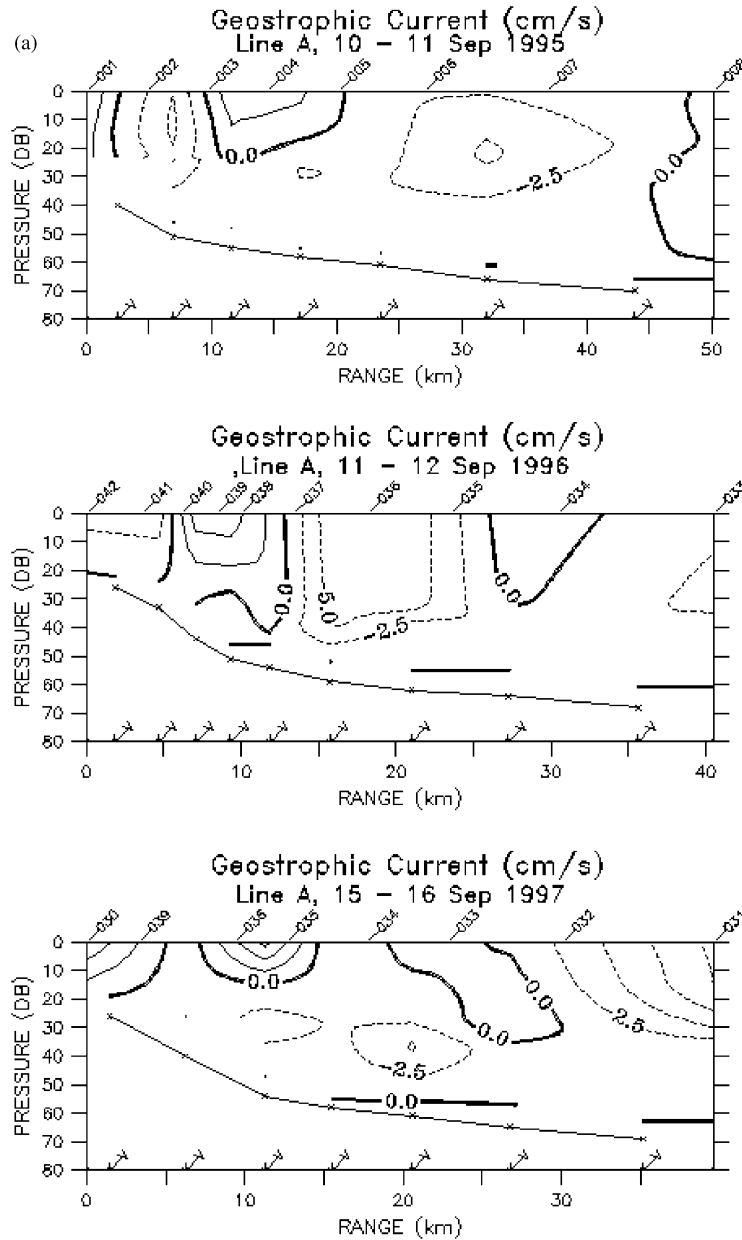 (a)
Geostrophic Current (cm/s)
Line A, 10 - 11 Sep 1995
001 002 003 004 005 006 007 008
0
10
20
30
40
50
60
70
80
PRESSURE (DB)
0.0
-2.5
0.0
0 10 20 30 40 50
RANGE (km)
Geostrophic Current (cm/s)
,Line A, 11 - 12 Sep 1996
042 041 040 039 038 037 036 035 034 033
0
10
20
30
40
50
60
70
80
PRESSURE (DB)
0.0
-5.0
-2.5
0.0
0 10 20 30 40
RANGE (km)
Geostrophic Current (cm/s)
Line A, 15 - 16 Sep 1997
039 036 035 034 033 032 031
0
10
20
30
40
50
60
70
80
PRESSURE (DB)
0.0
0.0
0.0
-2.5
-2.5
0.0
0 10 20 30
RANGE (km)